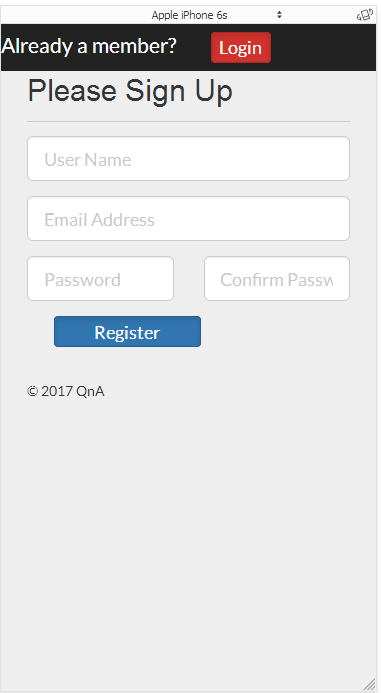 Apple iPhone 6s
Already a member? Login
Please Sign Up
User Name
Email Address
Password Confirm Passw
Register
© 2017 QnA